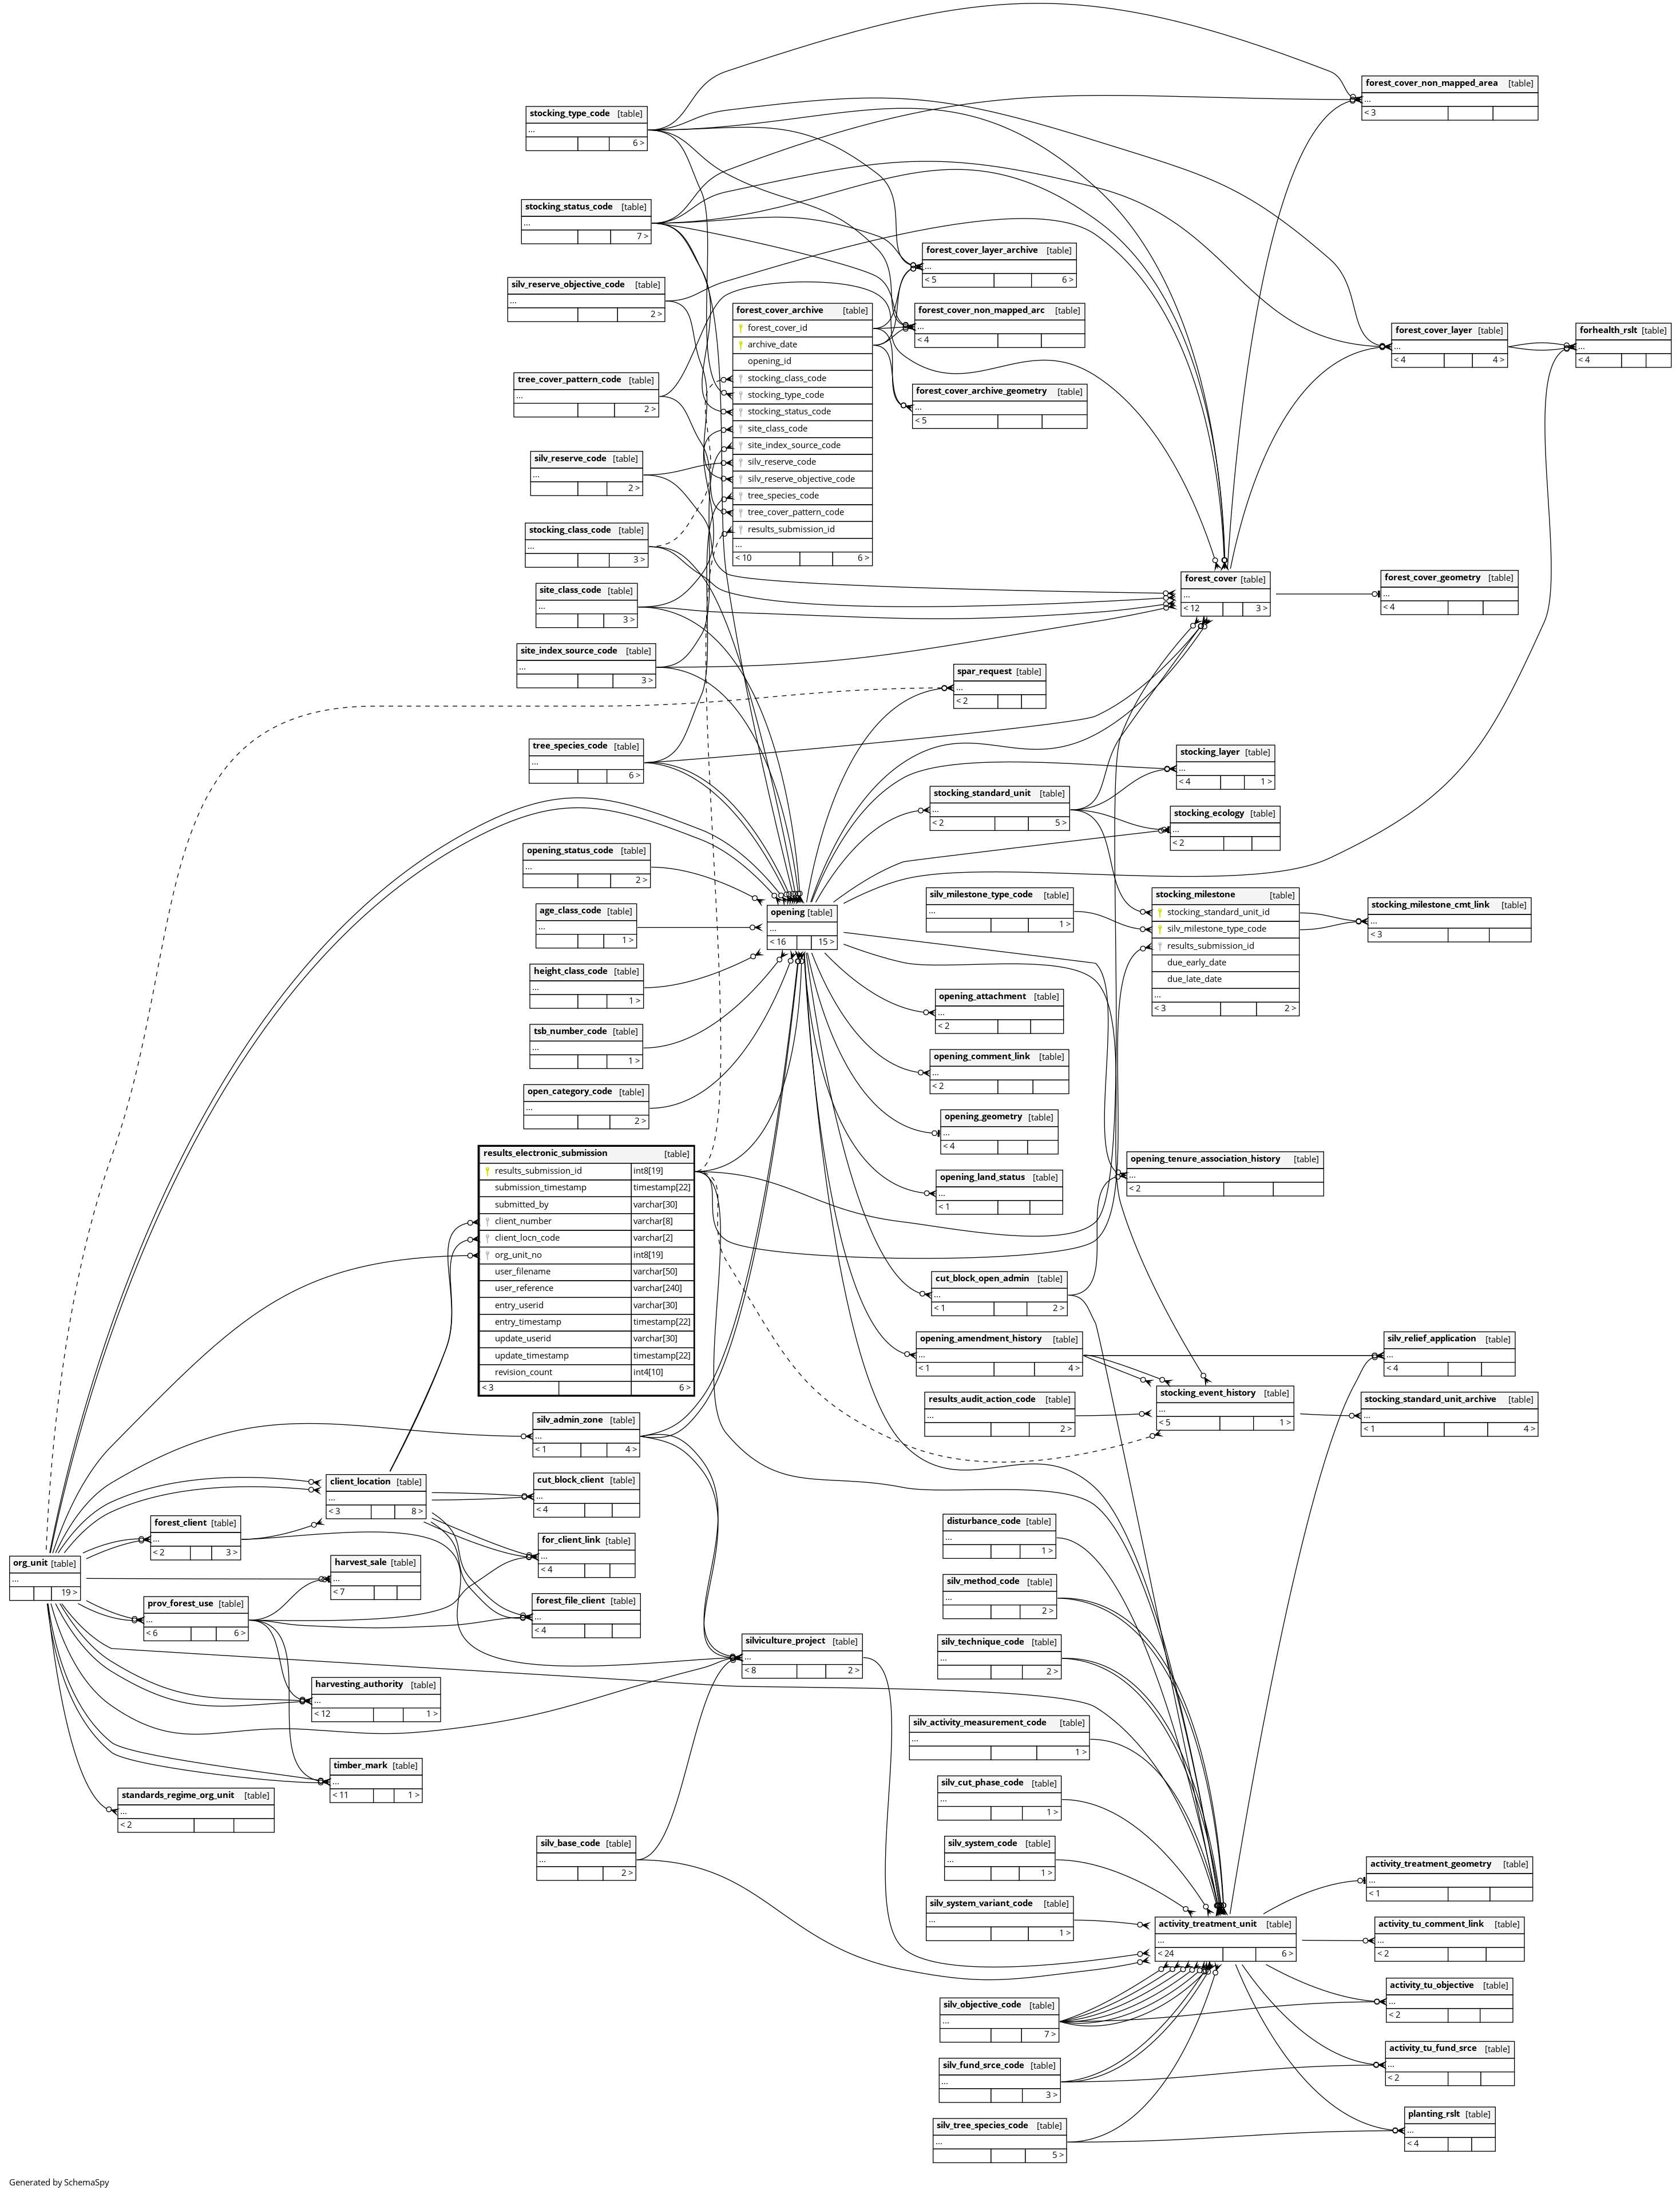 forest_cover_non_mapped_area [table]
...
< 3
stocking_type_code [table]
...
6 >
stocking_status_code [table]
...
7 >
forest_cover_layer_archive [table]
...
< 5 6 >
silv_reserve_objective_code [table]
...
2 >
forest_cover_archive [table]
forest_cover_id
archive_date
opening_id
stocking_class_code
stocking_type_code
stocking_status_code
site_class_code
site_index_source_code
silv_reserve_code
silv_reserve_objective_code
tree_species_code
tree_cover_pattern_code
results_submission_id
...
< 10 6 >
forest_cover_non_mapped_arc [table]
...
< 4
forest_cover_layer [table]
...
< 4 4 >
forhealth_rslt [table]
...
< 4
tree_cover_pattern_code [table]
...
2 >
forest_cover_archive_geometry [table]
...
< 5
silv_reserve_code [table]
...
2 >
stocking_class_code [table]
...
3 >
forest_cover [table]
...
< 12 3 >
forest_cover_geometry [table]
...
< 4
site_class_code [table]
...
3 >
site_index_source_code [table]
...
3 >
spar_request [table]
...
< 2
tree_species_code [table]
...
6 >
stocking_layer [table]
...
< 4 1 >
stocking_standard_unit [table]
...
< 2 5 >
stocking_ecology [table]
...
< 2
opening_status_code [table]
...
2 >
age_class_code [table]
...
1 >
opening [table]
...
< 16 15 >
silv_milestone_type_code [table]
...
1 >
stocking_milestone [table]
stocking_standard_unit_id
silv_milestone_type_code
results_submission_id
due_early_date
due_late_date
...
< 3 2 >
stocking_milestone_cmt_link [table]
...
< 3
height_class_code [table]
...
1 >
opening_attachment [table]
...
< 2
tsb_number_code [table]
...
1 >
opening_comment_link [table]
...
< 2
open_category_code [table]
...
2 >
opening_geometry [table]
...
< 4
results_electronic_submission [table]
results_submission_id int8[19]
submission_timestamp timestamp[22]
submitted_by varchar[30]
client_number varchar[8]
client_locn_code varchar[2]
org_unit_no int8[19]
user_filename varchar[50]
user_reference varchar[240]
entry_userid varchar[30]
entry_timestamp timestamp[22]
update_userid varchar[30]
update_timestamp timestamp[22]
revision_count int4[10]
< 3 6 >
opening_tenure_association_history [table]
...
< 2
opening_land_status [table]
...
< 1
cut_block_open_admin [table]
...
< 1 2 >
opening_amendment_history [table]
...
< 1 4 >
silv_relief_application [table]
...
< 4
results_audit_action_code [table]
...
2 >
stocking_event_history [table]
...
< 5 1 >
stocking_standard_unit_archive [table]
...
< 1 4 >
silv_admin_zone [table]
...
< 1 4 >
client_location [table]
...
< 3 8 >
cut_block_client [table]
...
< 4
forest_client [table]
...
< 2 3 >
for_client_link [table]
...
< 4
org_unit [table]
...
19 >
harvest_sale [table]
...
< 7
prov_forest_use [table]
...
< 6 6 >
forest_file_client [table]
...
< 4
disturbance_code [table]
...
1 >
silv_method_code [table]
...
2 >
silviculture_project [table]
...
< 8 2 >
silv_technique_code [table]
...
2 >
harvesting_authority [table]
...
< 12 1 >
silv_activity_measurement_code [table]
...
1 >
timber_mark [table]
...
< 11 1 >
standards_regime_org_unit [table]
...
< 2
silv_cut_phase_code [table]
...
1 >
silv_base_code [table]
...
2 >
silv_system_code [table]
...
1 >
activity_treatment_geometry [table]
...
< 1
silv_system_variant_code [table]
...
1 >
activity_treatment_unit [table]
...
< 24 6 >
activity_tu_comment_link [table]
...
< 2
silv_objective_code [table]
...
7 >
activity_tu_objective [table]
...
< 2
silv_fund_srce_code [table]
...
3 >
activity_tu_fund_srce [table]
...
< 2
silv_tree_species_code [table]
...
5 >
planting_rslt [table]
...
< 4
Generated by SchemaSpy